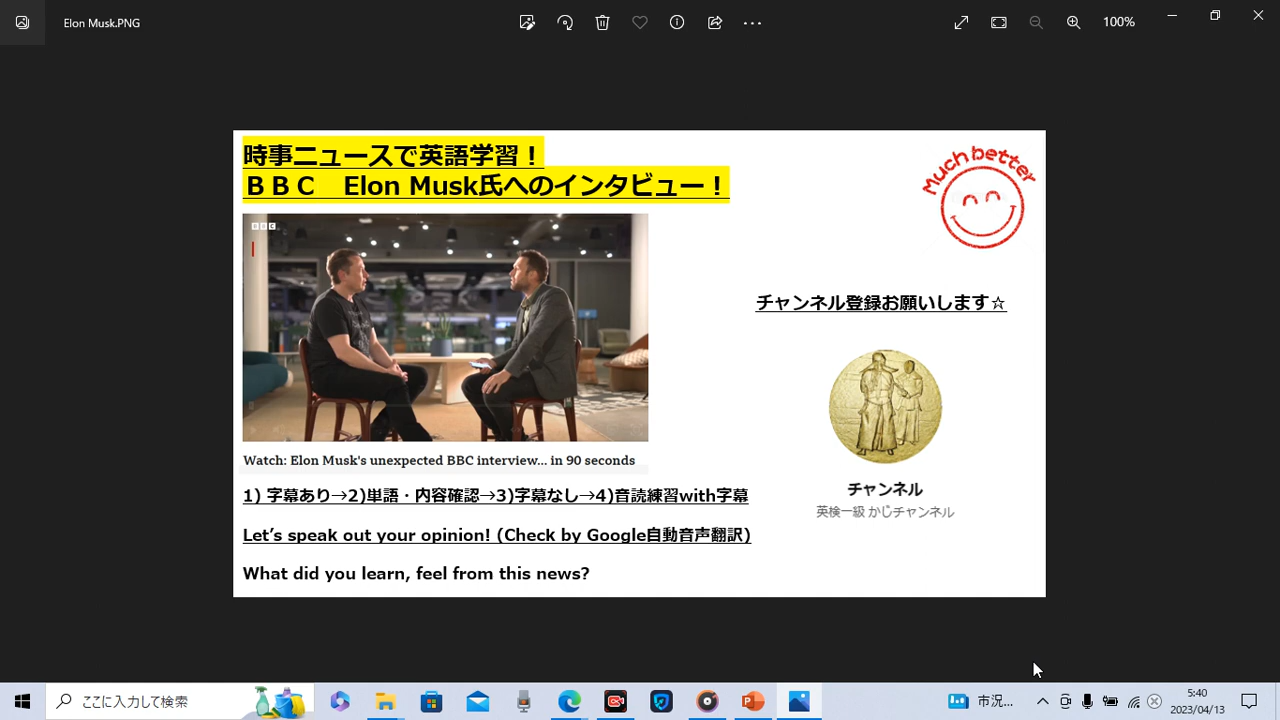 Elon Musk.PNG
100%
時事ニュースで英語学習！
ＢＢＣ　Elon Musk氏へのインタビュー！
Much better
BBC
チャンネル登録お願いします☆
Watch: Elon Musk's unexpected BBC interview... in 90 seconds
チャンネル
英検一級 かじチャンネル
1) 字幕あり→2)単語・内容確認→3)字幕なし→4)音読練習with字幕
Let’s speak out your opinion! (Check by Google自動音声翻訳)
What did you learn, feel from this news?
ここに入力して検索
市況...
5:40
2023/04/13